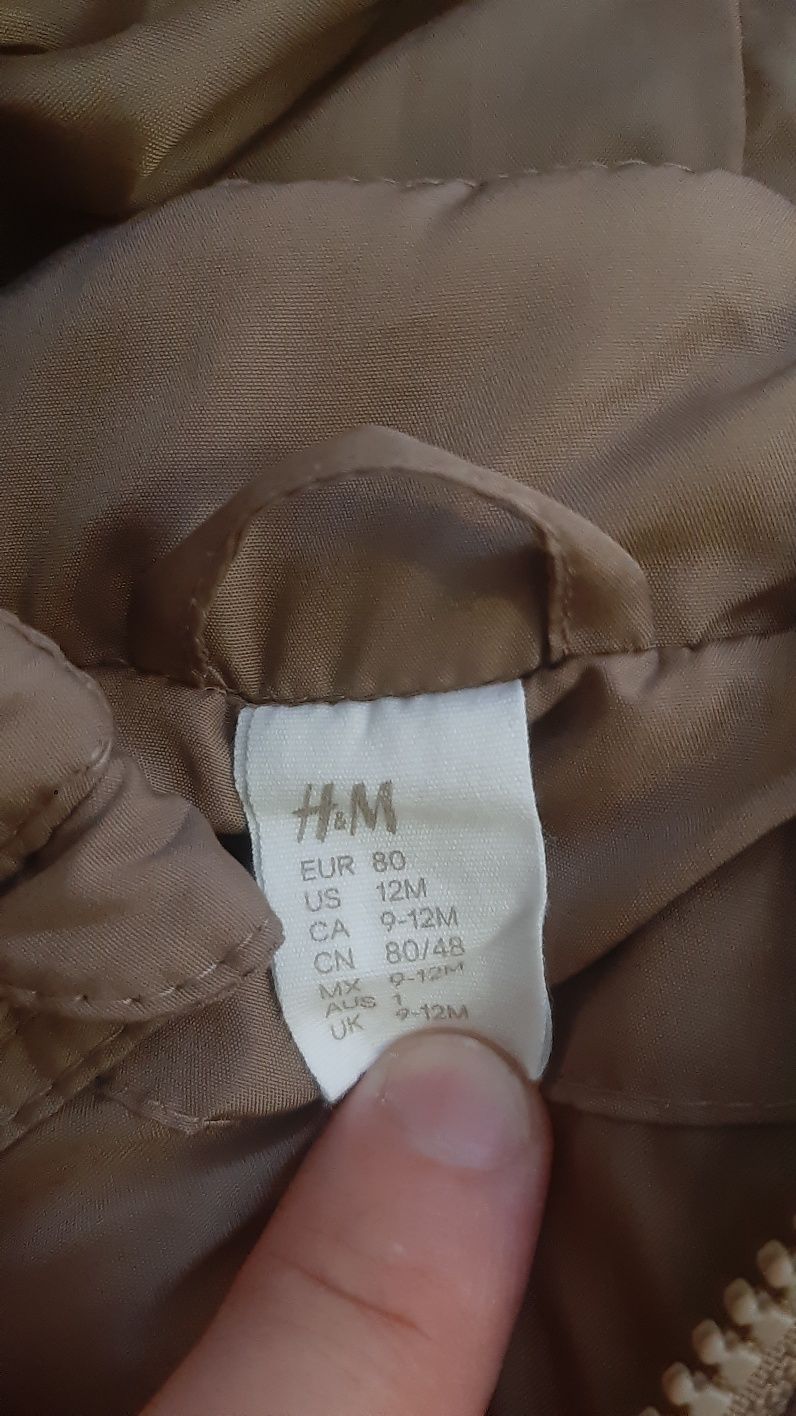 H&M
EUR 80
US 12M
CA 9-12M
CN 80/48
MX 9-12M
AUS 1
UK 9-12M